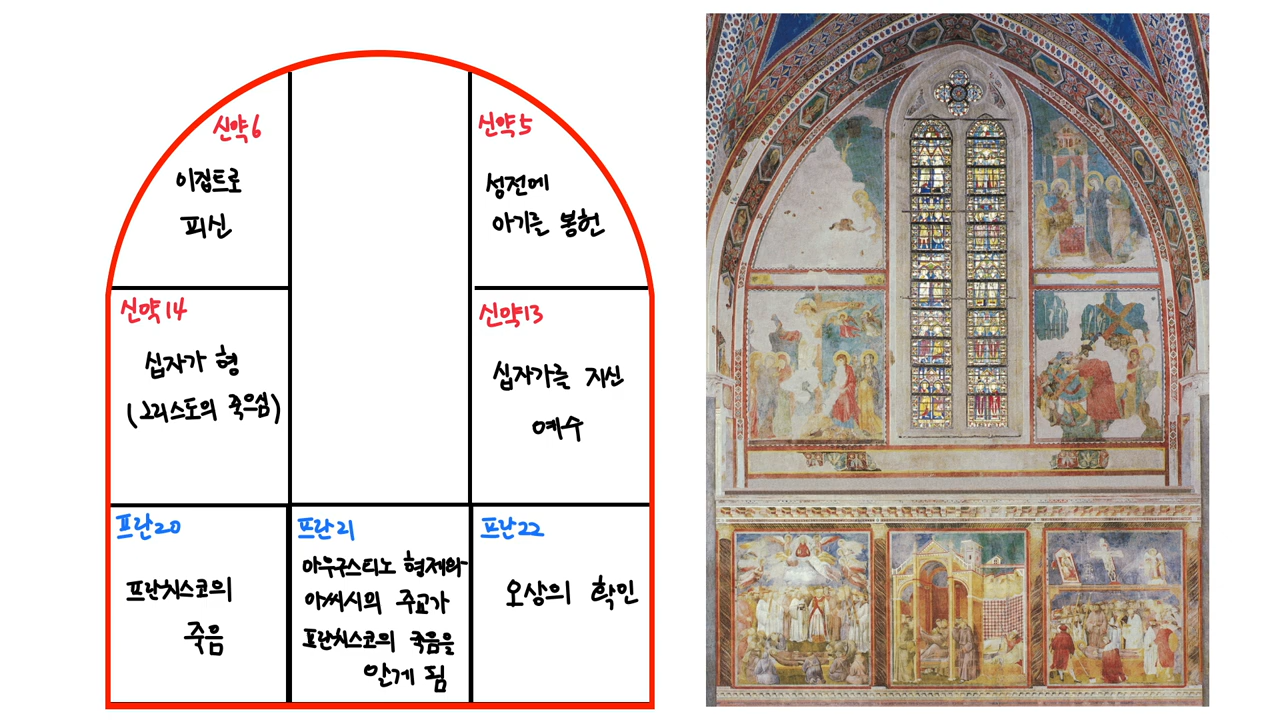 신약6
이집트로
피신
신약5
성전에
아기를 봉헌
신약14
십자가 형
(그리스도의 죽으심)
신약13
십자가를 지신
예수
프란20
프란치스코의
죽음
프란21
아우구스티노 형제와
아씨시의 주교가
프란치스코의 죽음을
알게 됨
프란22
오상의 확인